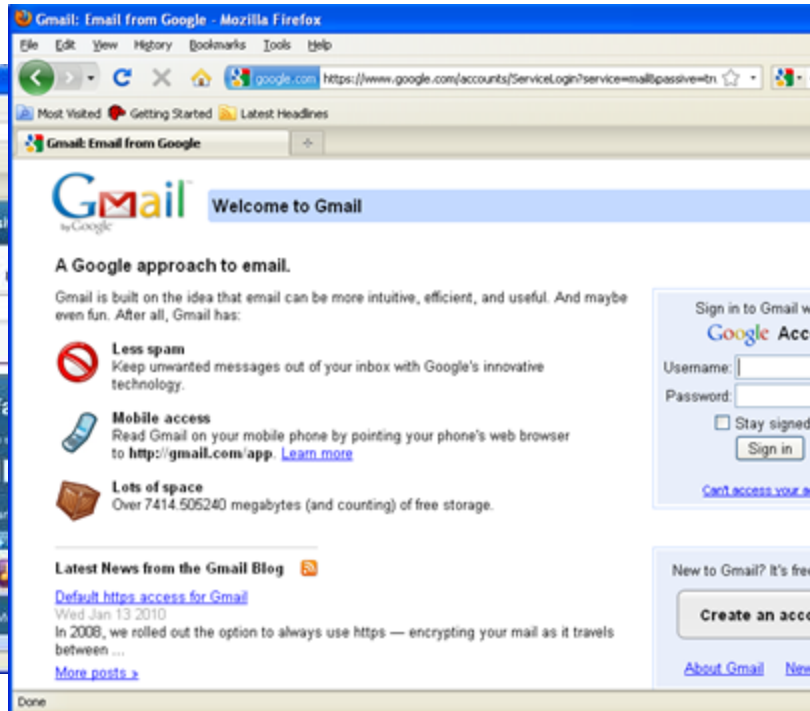 Gmail: Email from Google - Mozilla Firefox
File Edit View History Bookmarks Tools Help
google.com https://www.google.com/accounts/ServiceLogin?service=mail&passive=tru
Most Visited Getting Started Latest Headlines
Gmail: Email from Google
Gmail
by Google
Welcome to Gmail
A Google approach to email.
Gmail is built on the idea that email can be more intuitive, efficient, and useful. And maybe
even fun. After all, Gmail has:
Less spam
Keep unwanted messages out of your inbox with Google's innovative
technology.
Mobile access
Read Gmail on your mobile phone by pointing your phone's web browser
to http://gmail.com/app. Learn more
Lots of space
Over 7414.505240 megabytes (and counting) of free storage.
Latest News from the Gmail Blog
Default https access for Gmail
Wed Jan 13 2010
In 2008, we rolled out the option to always use https — encrypting your mail as it travels
between ...
More posts »
Sign in to Gmail w
Google Acc
Username:
Password:
Stay signed
Sign in
Can't access your a
New to Gmail? It's free
Create an acco
About Gmail New
Done